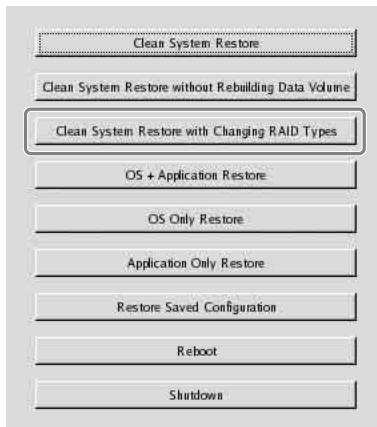 Clean System Restore
Clean System Restore without Rebuilding Data Volume
Clean System Restore with Changing RAID Types
OS + Application Restore
OS Only Restore
Application Only Restore
Restore Saved Configuration
Reboot
Shutdown